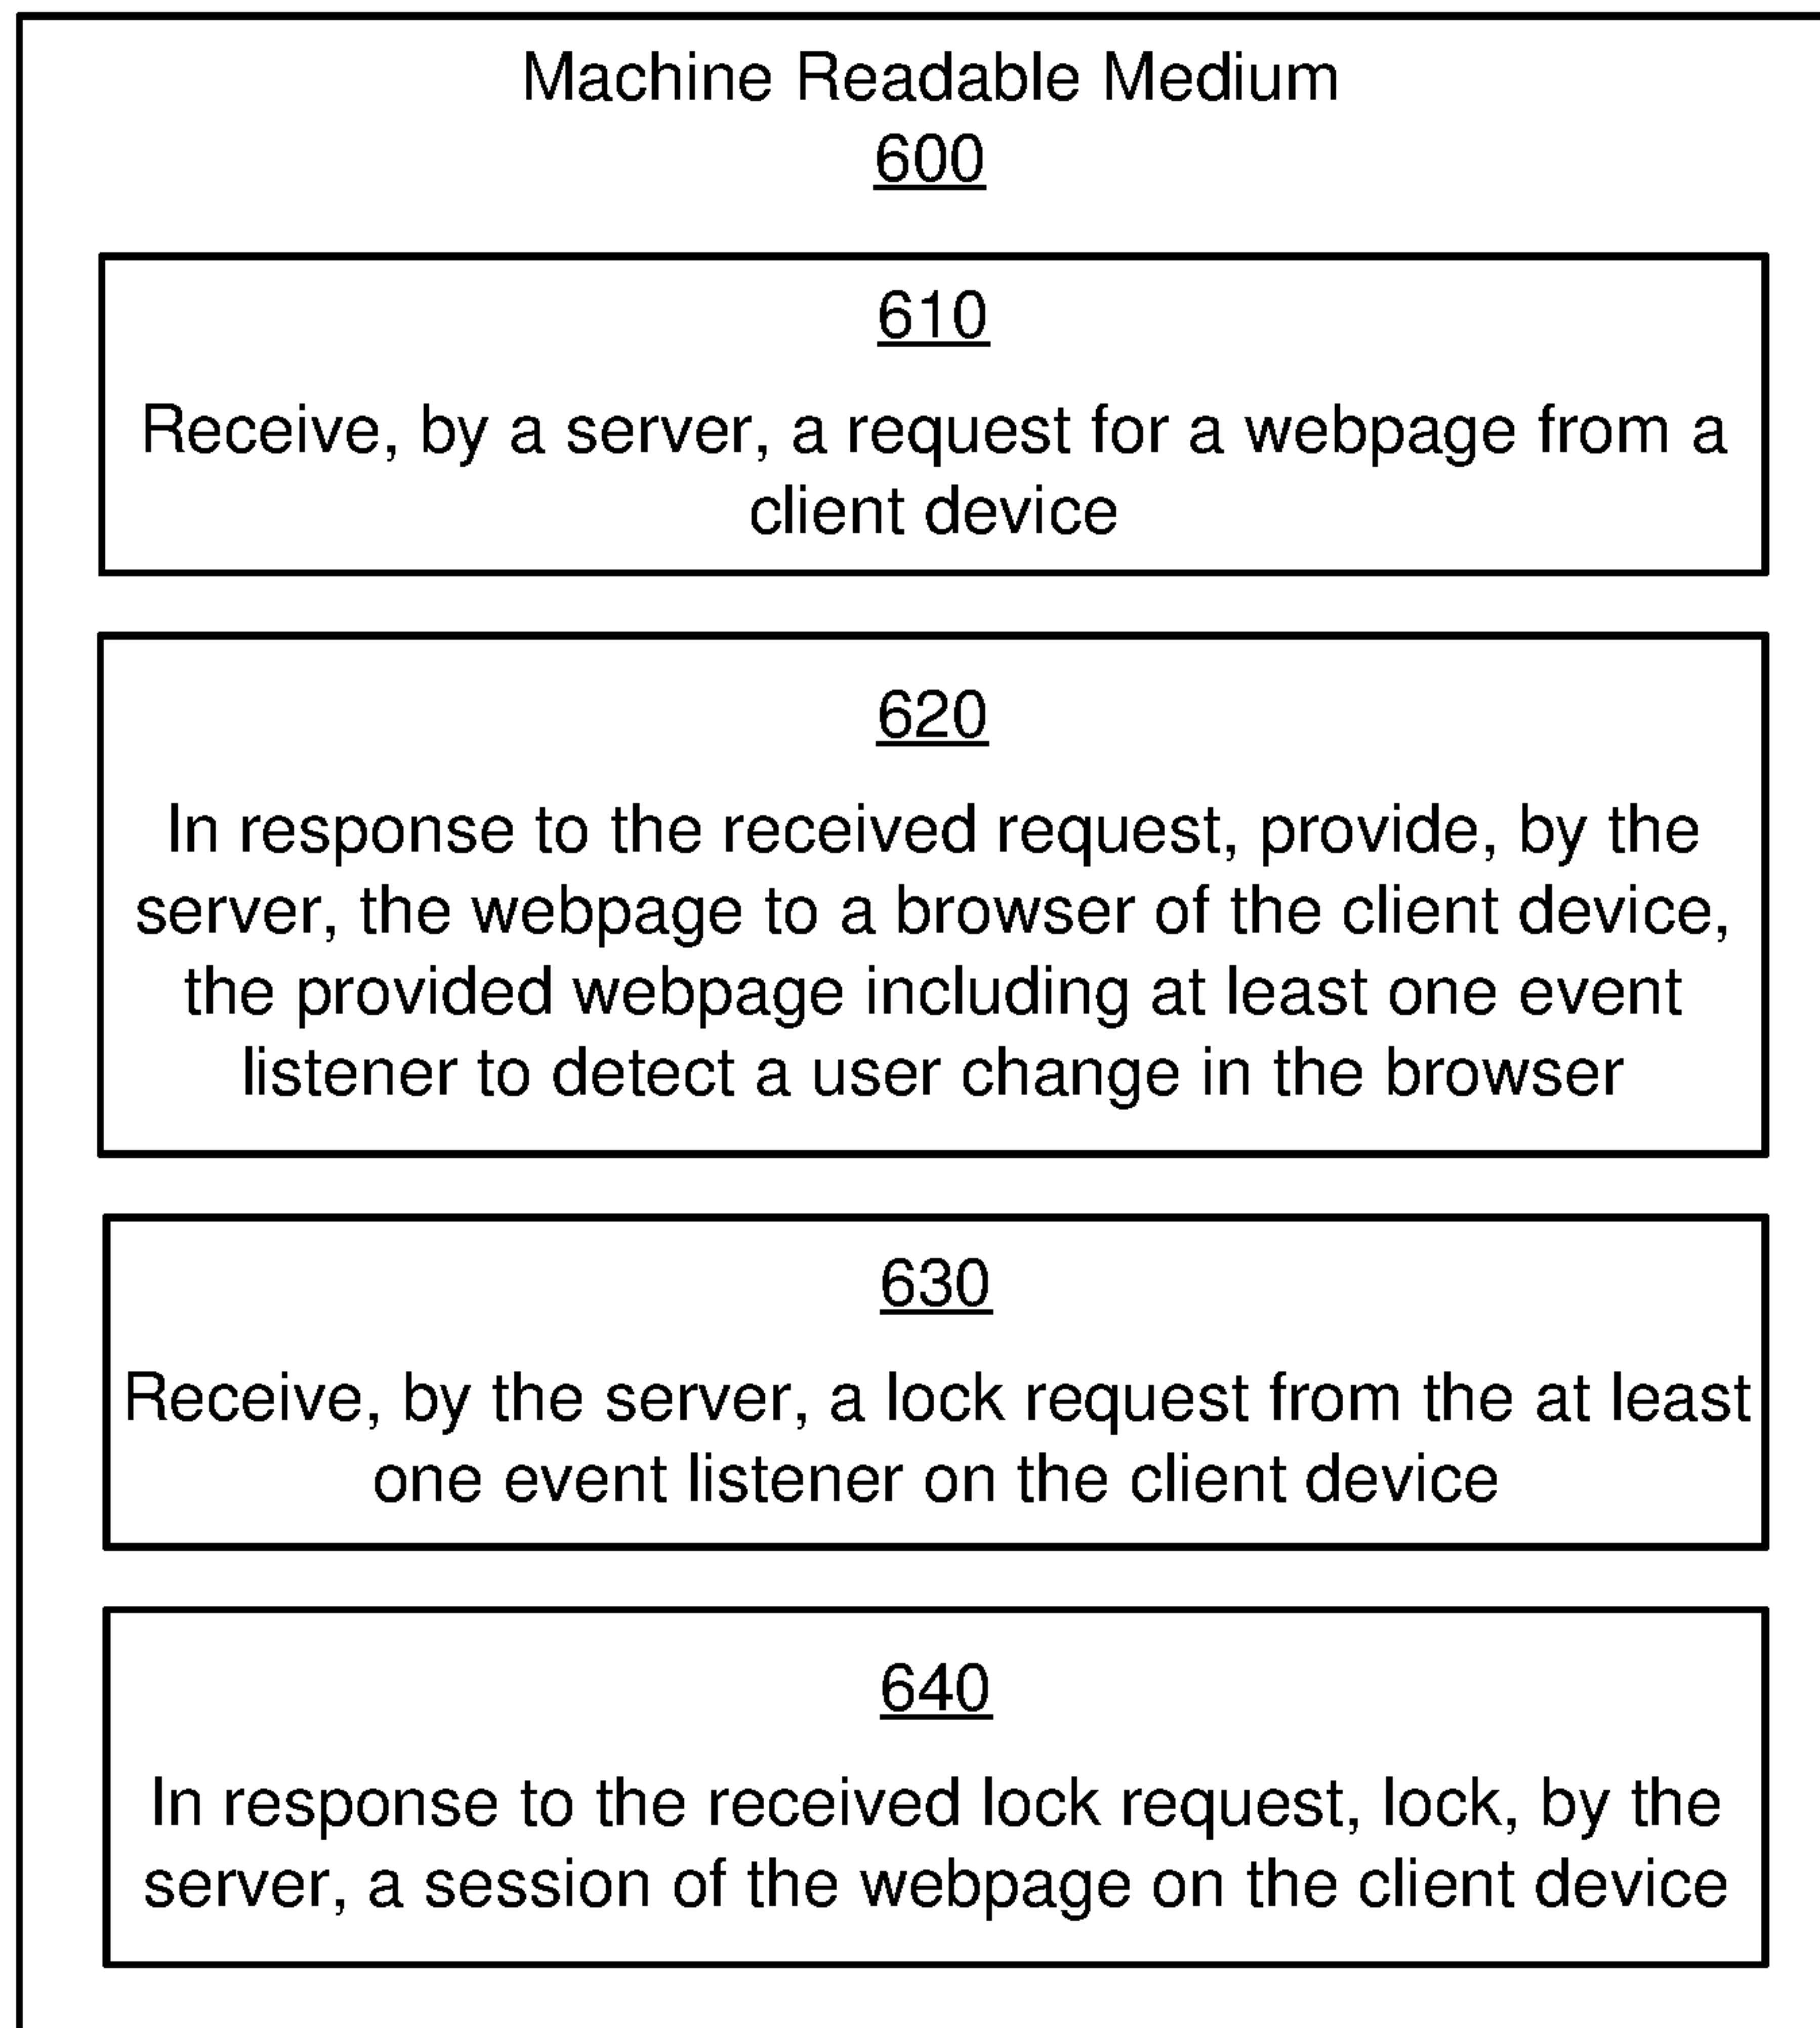 Machine Readable Medium
600
610
Receive, by a server, a request for a webpage from a
client device
620
In response to the received request, provide, by the
server, the webpage to a browser of the client device,
the provided webpage including at least one event
listener to detect a user change in the browser
630
Receive, by the server, a lock request from the at least
one event listener on the client device
640
In response to the received lock request, lock, by the
server, a session of the webpage on the client device